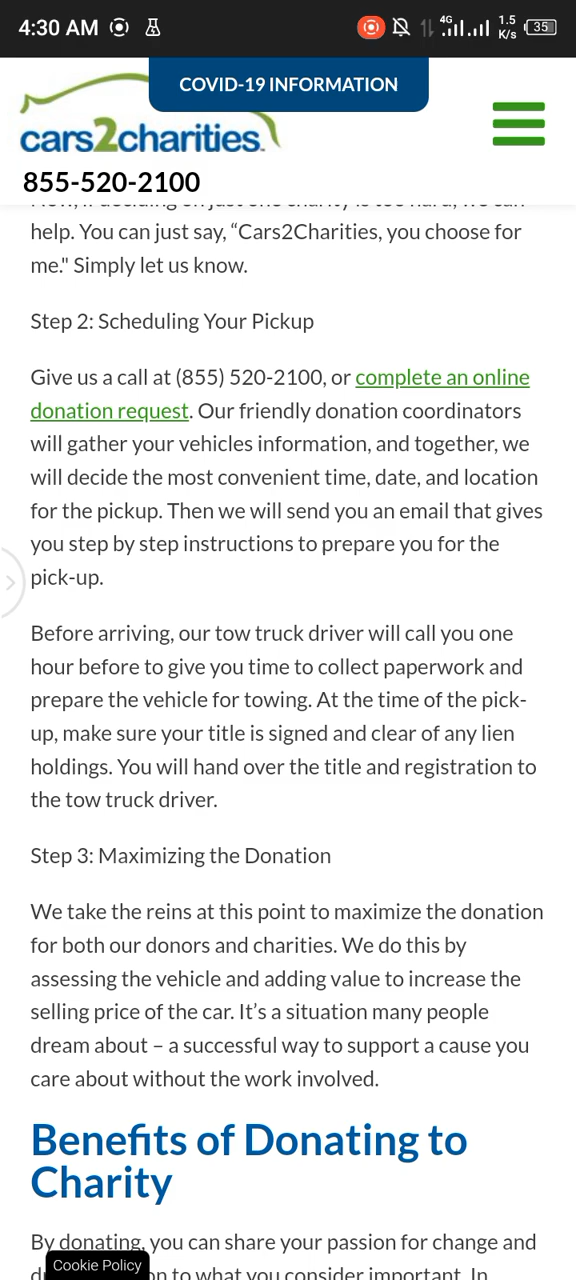 4:30 AM
4G
1.5
K/s
35
COVID-19 INFORMATION
cars2charities.
855-520-2100
help. You can just say, “Cars2Charities, you choose for
me." Simply let us know.
Step 2: Scheduling Your Pickup
Give us a call at (855) 520-2100, or complete an online
donation request. Our friendly donation coordinators
will gather your vehicles information, and together, we
will decide the most convenient time, date, and location
for the pickup. Then we will send you an email that gives
you step by step instructions to prepare you for the
pick-up.
Before arriving, our tow truck driver will call you one
hour before to give you time to collect paperwork and
prepare the vehicle for towing. At the time of the pick-
up, make sure your title is signed and clear of any lien
holdings. You will hand over the title and registration to
the tow truck driver.
Step 3: Maximizing the Donation
We take the reins at this point to maximize the donation
for both our donors and charities. We do this by
assessing the vehicle and adding value to increase the
selling price of the car. It’s a situation many people
dream about – a successful way to support a cause you
care about without the work involved.
Benefits of Donating to
Charity
By donating, you can share your passion for change and
on to what you consider important. In
Cookie Policy